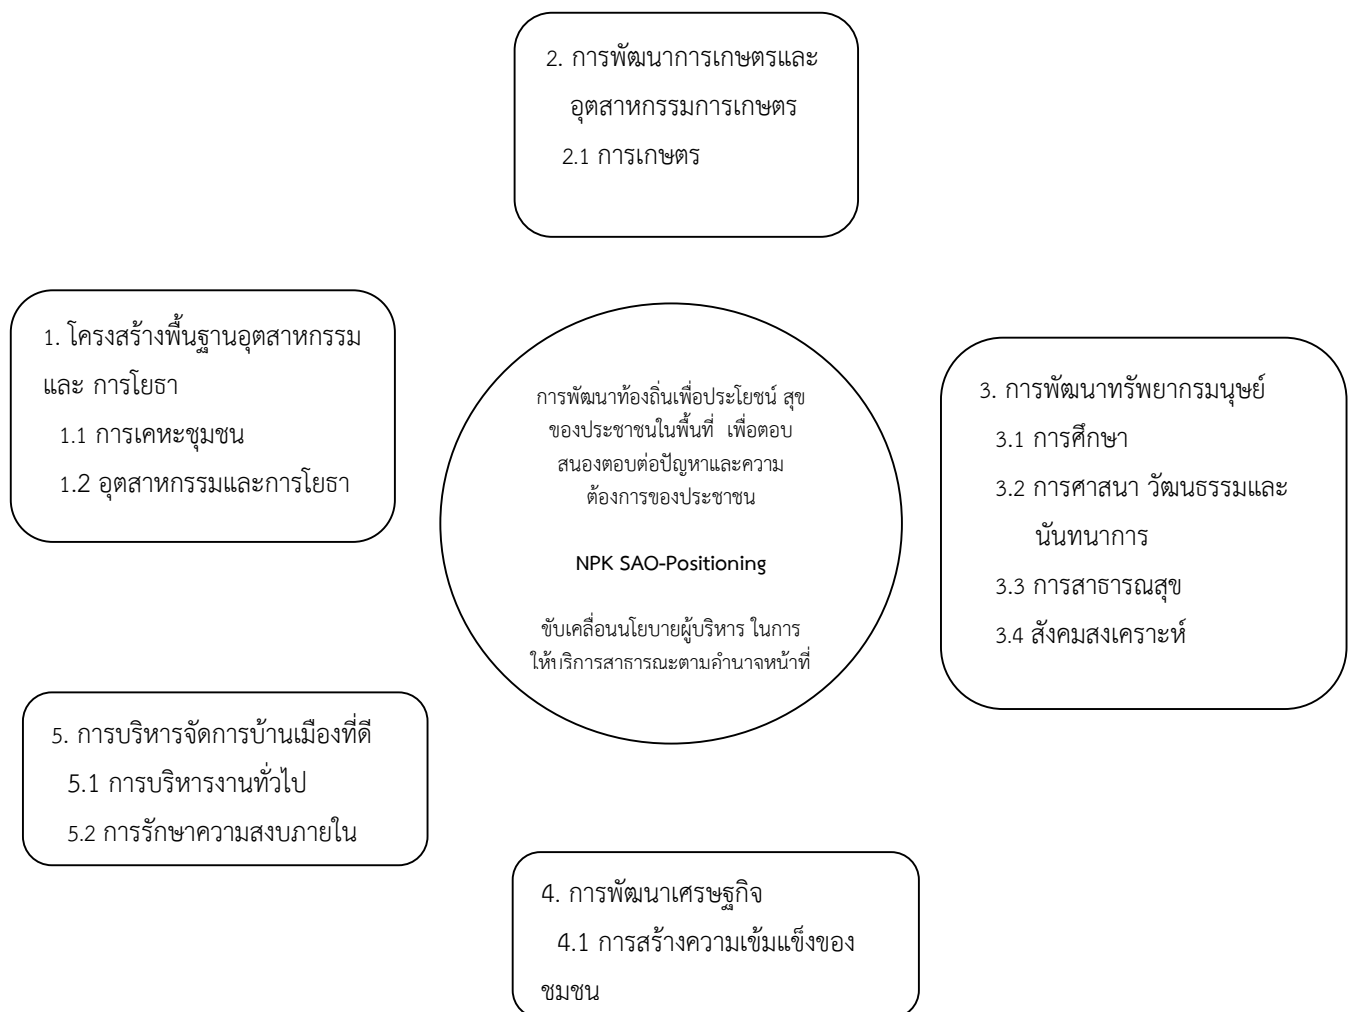 2. การพัฒนาการเกษตรและ
อุตสาหกรรมการเกษตร
2.1 การเกษตร
1. โครงสร้างพื้นฐานอุตสาหกรรม
และ การโยธา
1.1 การเคหะชุมชน
1.2 อุตสาหกรรมและการโยธา
การพัฒนาท้องถิ่นเพื่อประโยชน์ สุข
ของประชาชนในพื้นที่ เพื่อตอบ
สนองตอบต่อปัญหาและความ
ต้องการของประชาชน
NPK SAO-Positioning
ขับเคลื่อนนโยบายผู้บริหาร ในการ
ให้บริการสาธารณะตามอำนาจหน้าที่
3. การพัฒนาทรัพยากรมนุษย์
3.1 การศึกษา
3.2 การศาสนา วัฒนธรรมและ
นันทนาการ
3.3 การสาธารณสุข
3.4 สังคมสงเคราะห์
5. การบริหารจัดการบ้านเมืองที่ดี
5.1 การบริหารงานทั่วไป
5.2 การรักษาความสงบภายใน
4. การพัฒนาเศรษฐกิจ
4.1 การสร้างความเข้มแข็งของ
ชุมชน